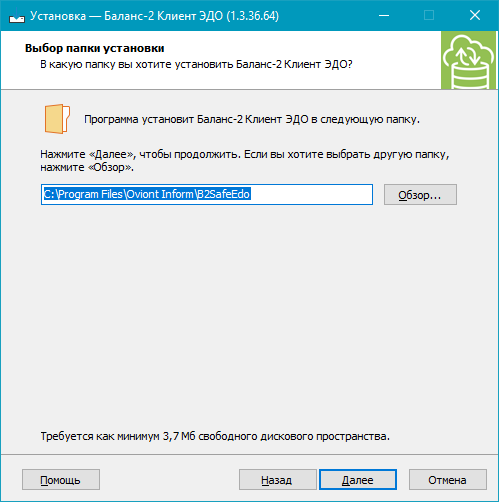 Установка — Баланс-2 Клиент ЭДО (1.3.36.64)
Выбор папки установки
В какую папку вы хотите установить Баланс-2 Клиент ЭДО?
Программа установит Баланс-2 Клиент ЭДО в следующую папку.
Нажмите «Далее», чтобы продолжить. Если вы хотите выбрать другую папку,
нажмите «Обзор».
C:\Program Files\Oviont Inform\B2SafeEdo
Обзор...
Требуется как минимум 3,7 Мб свободного дискового пространства.
Помощь
Назад
Далее
Отмена